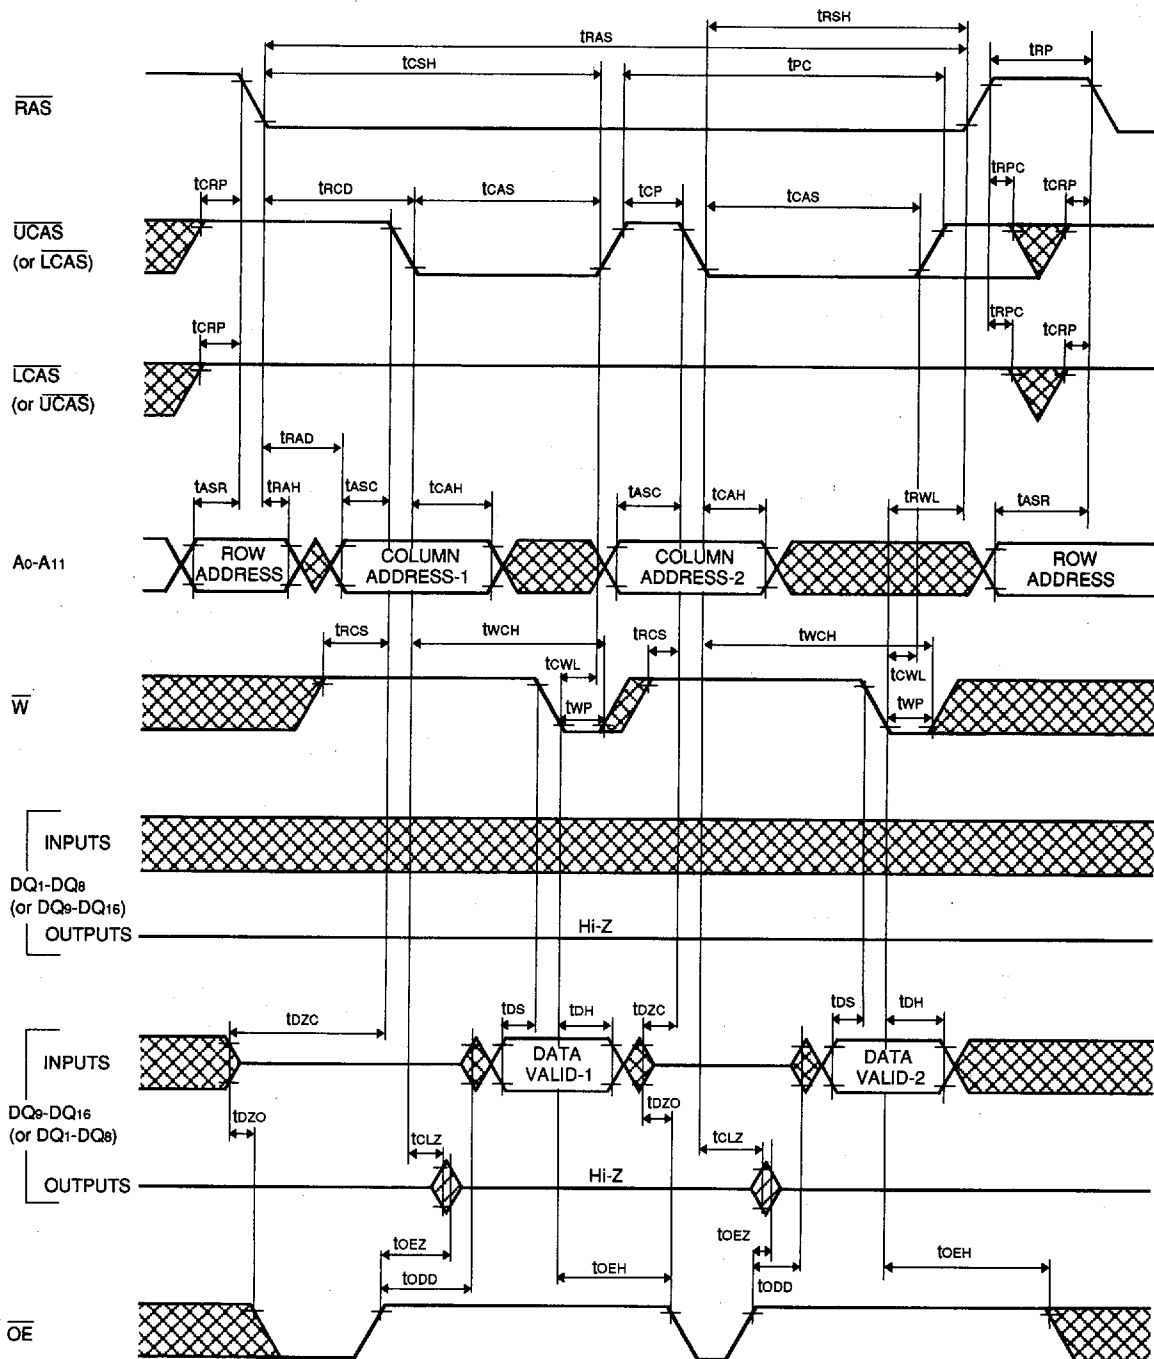 tRSH
tRAS
tRP
tCSH
tPC
RAS
tCRP
tRCD
tCAS
tCP
tCAS
tRPC
tCRP
UCAS
(or LCAS)
tCRP
tRPC
tCRP
LCAS
(or UCAS)
tRAD
tASR
tRAH
tASC
tCAH
tASC
tCAH
tRWL
tASR
A0-A11
ROW
ADDRESS
COLUMN
ADDRESS-1
COLUMN
ADDRESS-2
ROW
ADDRESS
tRCS
tWCH
tRCS
tWCH
tCWL
tCWL
W
tWP
tWP
INPUTS
DQ1-DQ8
(or DQ9-DQ16)
OUTPUTS
Hi-Z
tDZC
tDS
tDH
tDZC
tDS
tDH
INPUTS
DATA
VALID-1
DATA
VALID-2
DQ9-DQ16
(or DQ1-DQ8)
tDZO
tDZO
tCLZ
tCLZ
OUTPUTS
Hi-Z
tOEZ
tOEZ
tODD
tOEH
tODD
tOEH
OE